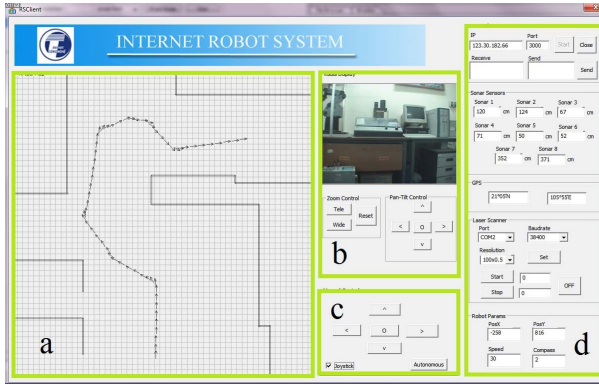 RSClient
INTERNET ROBOT SYSTEM
a
Zoom Control
Tele
Reset
Wide
Pan-Tilt Control
^
< O >
v
b
c
^
< O >
v
Joystick
Autonomous
IP
Port
123.30.182.66
3000
Start
Close
Receive
Send
Send
Sonar Sensors
Sonar 1
Sonar 2
Sonar 3
120 cm
124 cm
67 cm
Sonar 4
Sonar 5
Sonar 6
71 cm
50 cm
52 cm
Sonar 7
Sonar 8
352 cm
371 cm
GPS
21°05'N
105°55'E
Laser Scanner
Port
Baudrate
COM2
38400
Resolution
100x0.5
Set
Start
0
OFF
Stop
0
Robot Params
PosX
PosY
-258
816
Speed
Compass
30
2
d